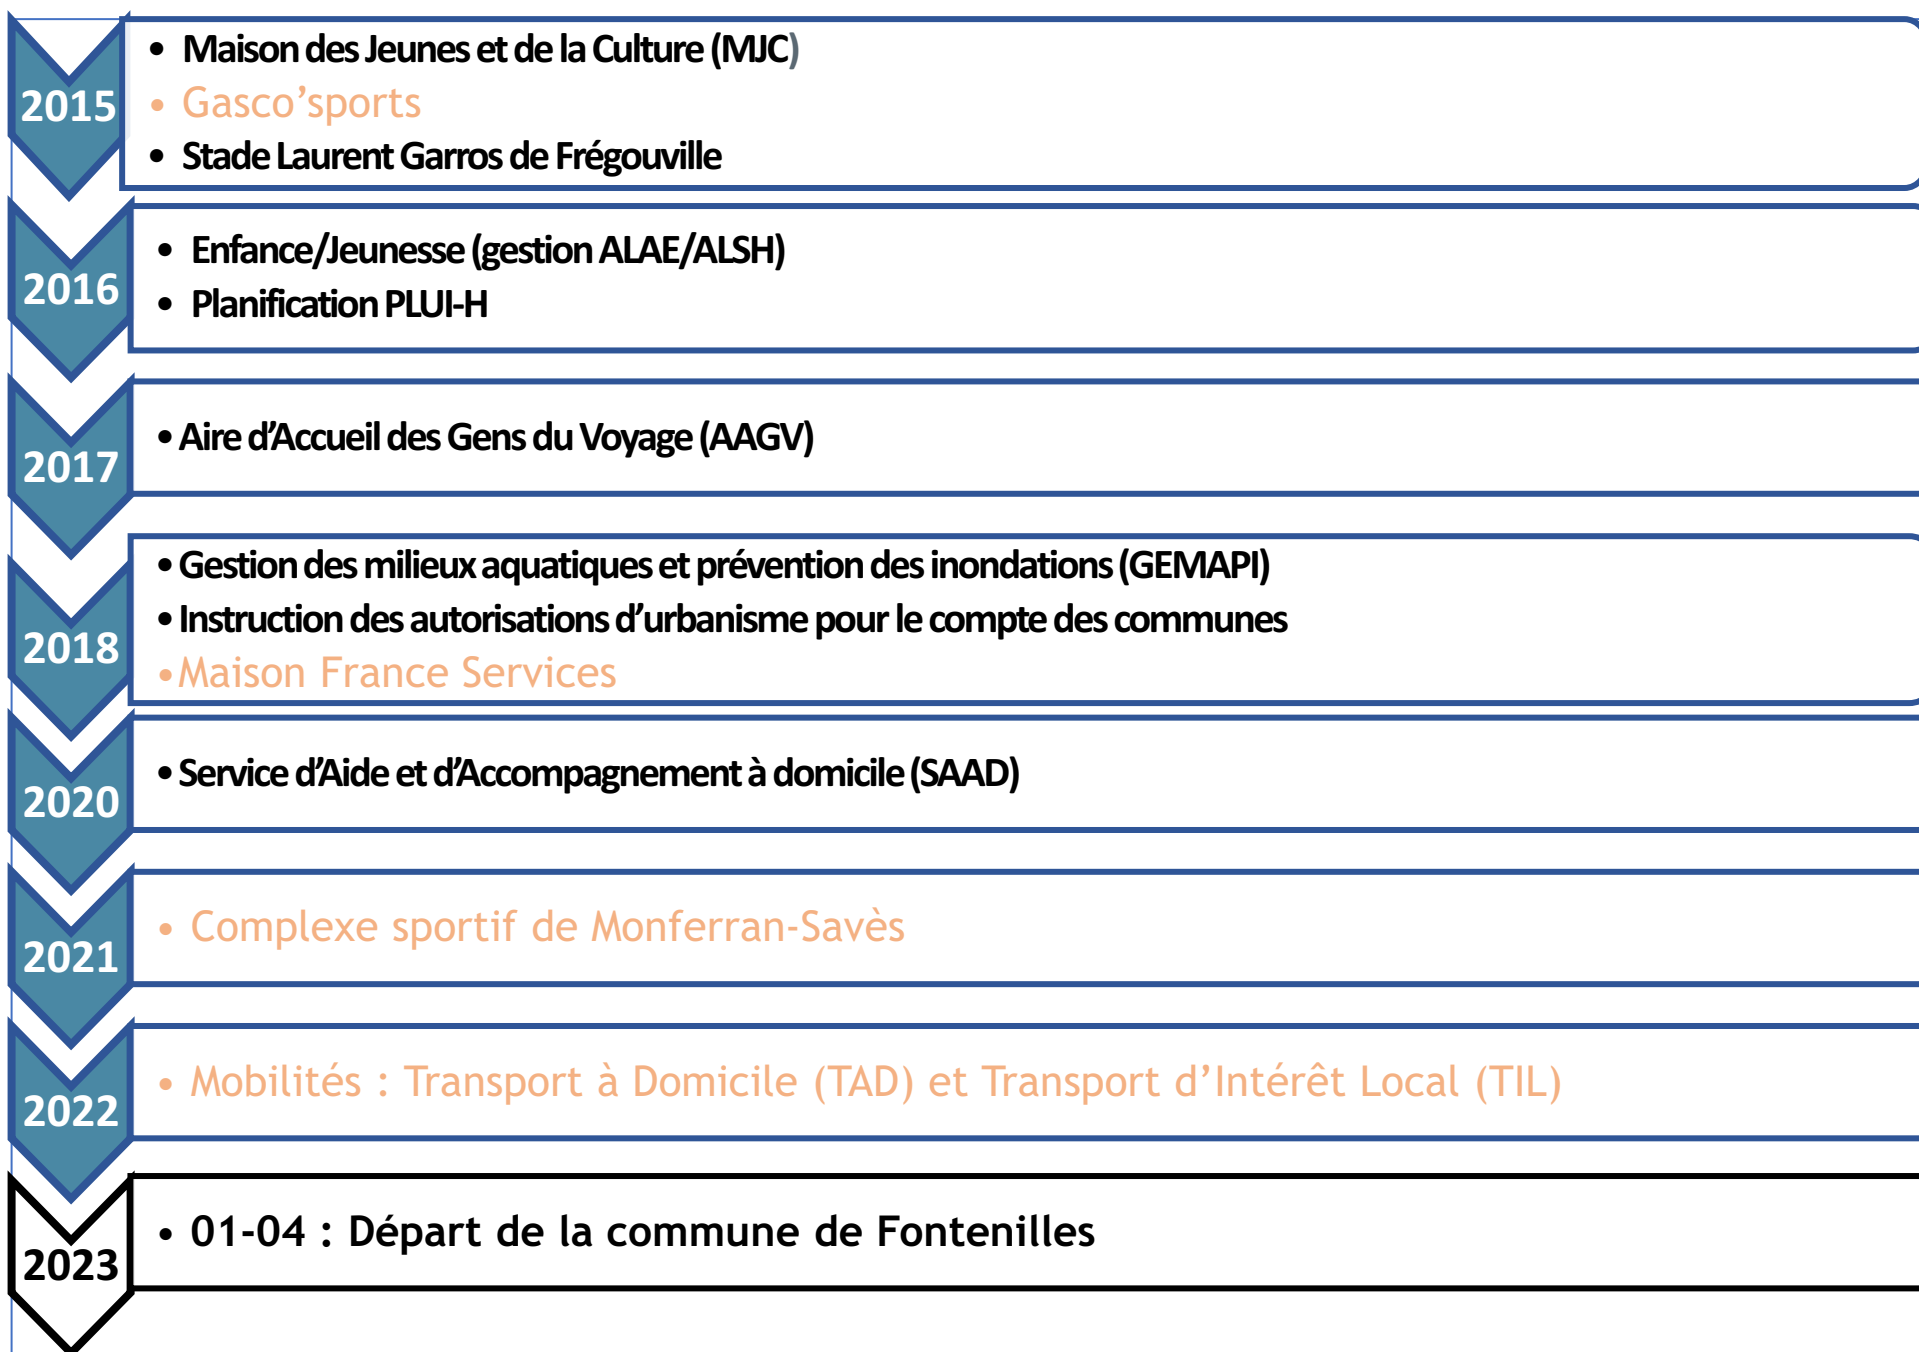 2015
• Maison des Jeunes et de la Culture (MJC)
• Gasco’sports
• Stade Laurent Garros de Frégouville
2016
• Enfance/Jeunesse (gestion ALAE/ALSH)
• Planification PLUI-H
2017
• Aire d’Accueil des Gens du Voyage (AAGV)
2018
• Gestion des milieux aquatiques et prévention des inondations (GEMAPI)
• Instruction des autorisations d’urbanisme pour le compte des communes
• Maison France Services
2020
• Service d’Aide et d’Accompagnement à domicile (SAAD)
2021
• Complexe sportif de Monferran-Savès
2022
• Mobilités : Transport à Domicile (TAD) et Transport d’Intérêt Local (TIL)
2023
• 01-04 : Départ de la commune de Fontenilles